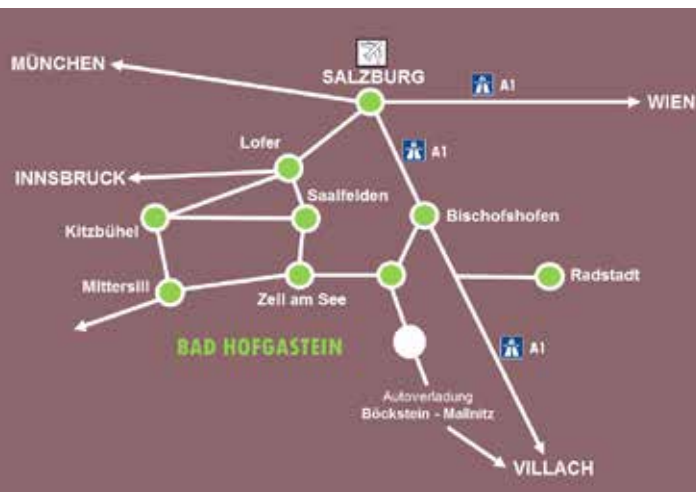 MÜNCHEN
SALZBURG
A1
WIEN
Lofer
A1
INNSBRUCK
Saalfelden
Kitzbühel
Bischofshofen
Mittersill
Zell am See
Radstadt
BAD HOFGASTEIN
A1
Autoverladung
Böckstein - Mallnitz
VILLACH